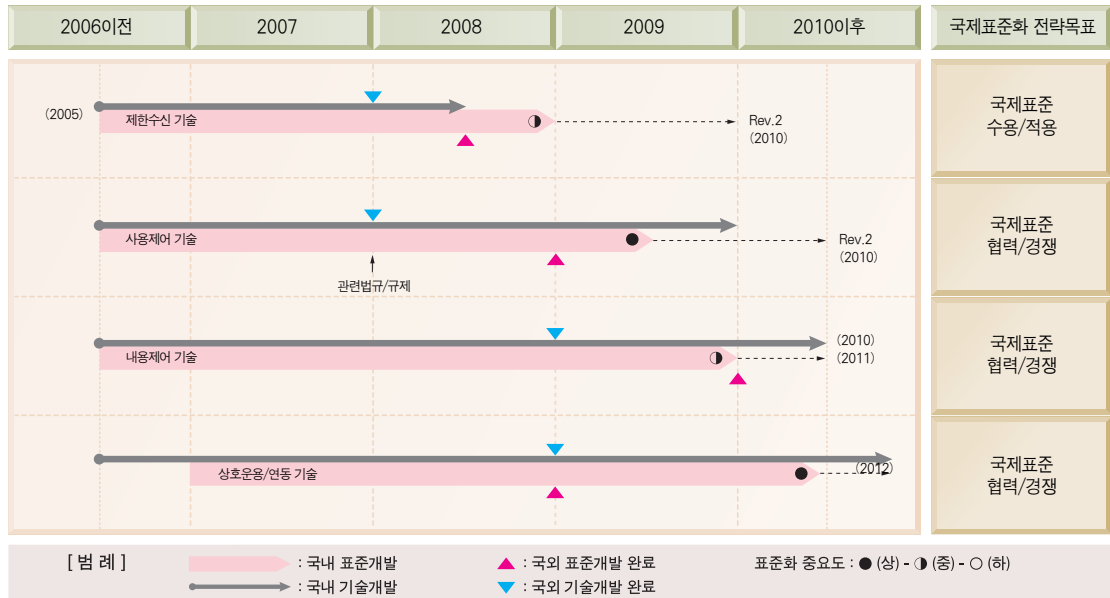 2006이전
2007
2008
2009
2010이후
국제표준화 전략목표
(2005)
제한수신 기술
Rev.2
(2010)
국제표준
수용/적용
사용제어 기술
Rev.2
(2010)
관련법규/규제
국제표준
협력/경쟁
내용제어 기술
(2010)
(2011)
국제표준
협력/경쟁
상호운용/연동 기술
(2012)
국제표준
협력/경쟁
[ 범 례 ]
: 국내 표준개발
: 국외 표준개발 완료
표준화 중요도 : ● (상) - ◑ (중) - ○ (하)
: 국내 기술개발
: 국외 기술개발 완료